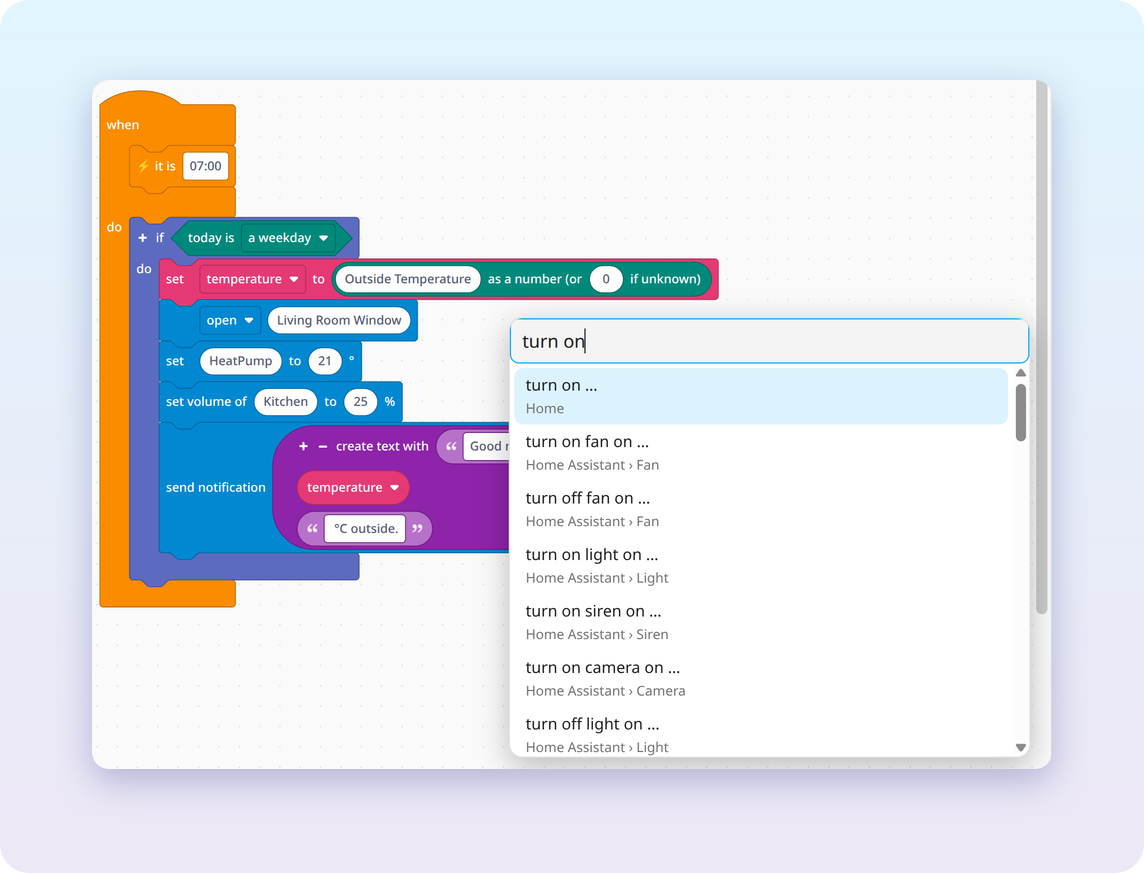 when
⚡ it is 07:00
do
+ if today is a weekday
do
set temperature to Outside Temperature as a number (or 0 if unknown)
open Living Room Window
set HeatPump to 21 °
set volume of Kitchen to 25 %
+ − create text with “ Good
send notification
temperature
“ °C outside. ”
turn on
turn on ...
Home
turn on fan on ...
Home Assistant › Fan
turn off fan on ...
Home Assistant › Fan
turn on light on ...
Home Assistant › Light
turn on siren on ...
Home Assistant › Siren
turn on camera on ...
Home Assistant › Camera
turn off light on ...
Home Assistant › Light